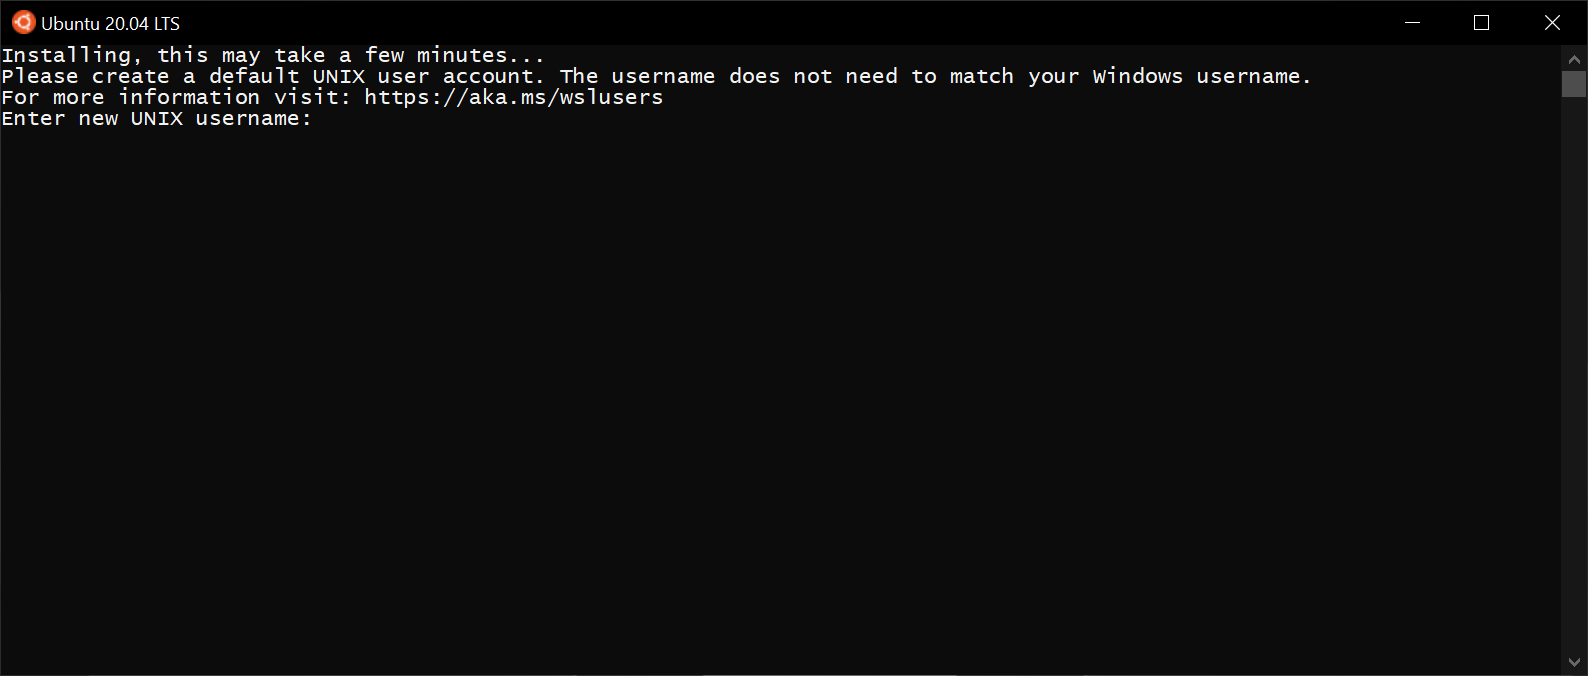 Ubuntu 20.04 LTS
Installing, this may take a few minutes...
Please create a default UNIX user account. The username does not need to match your Windows username.
For more information visit: https://aka.ms/wslusers
Enter new UNIX username: